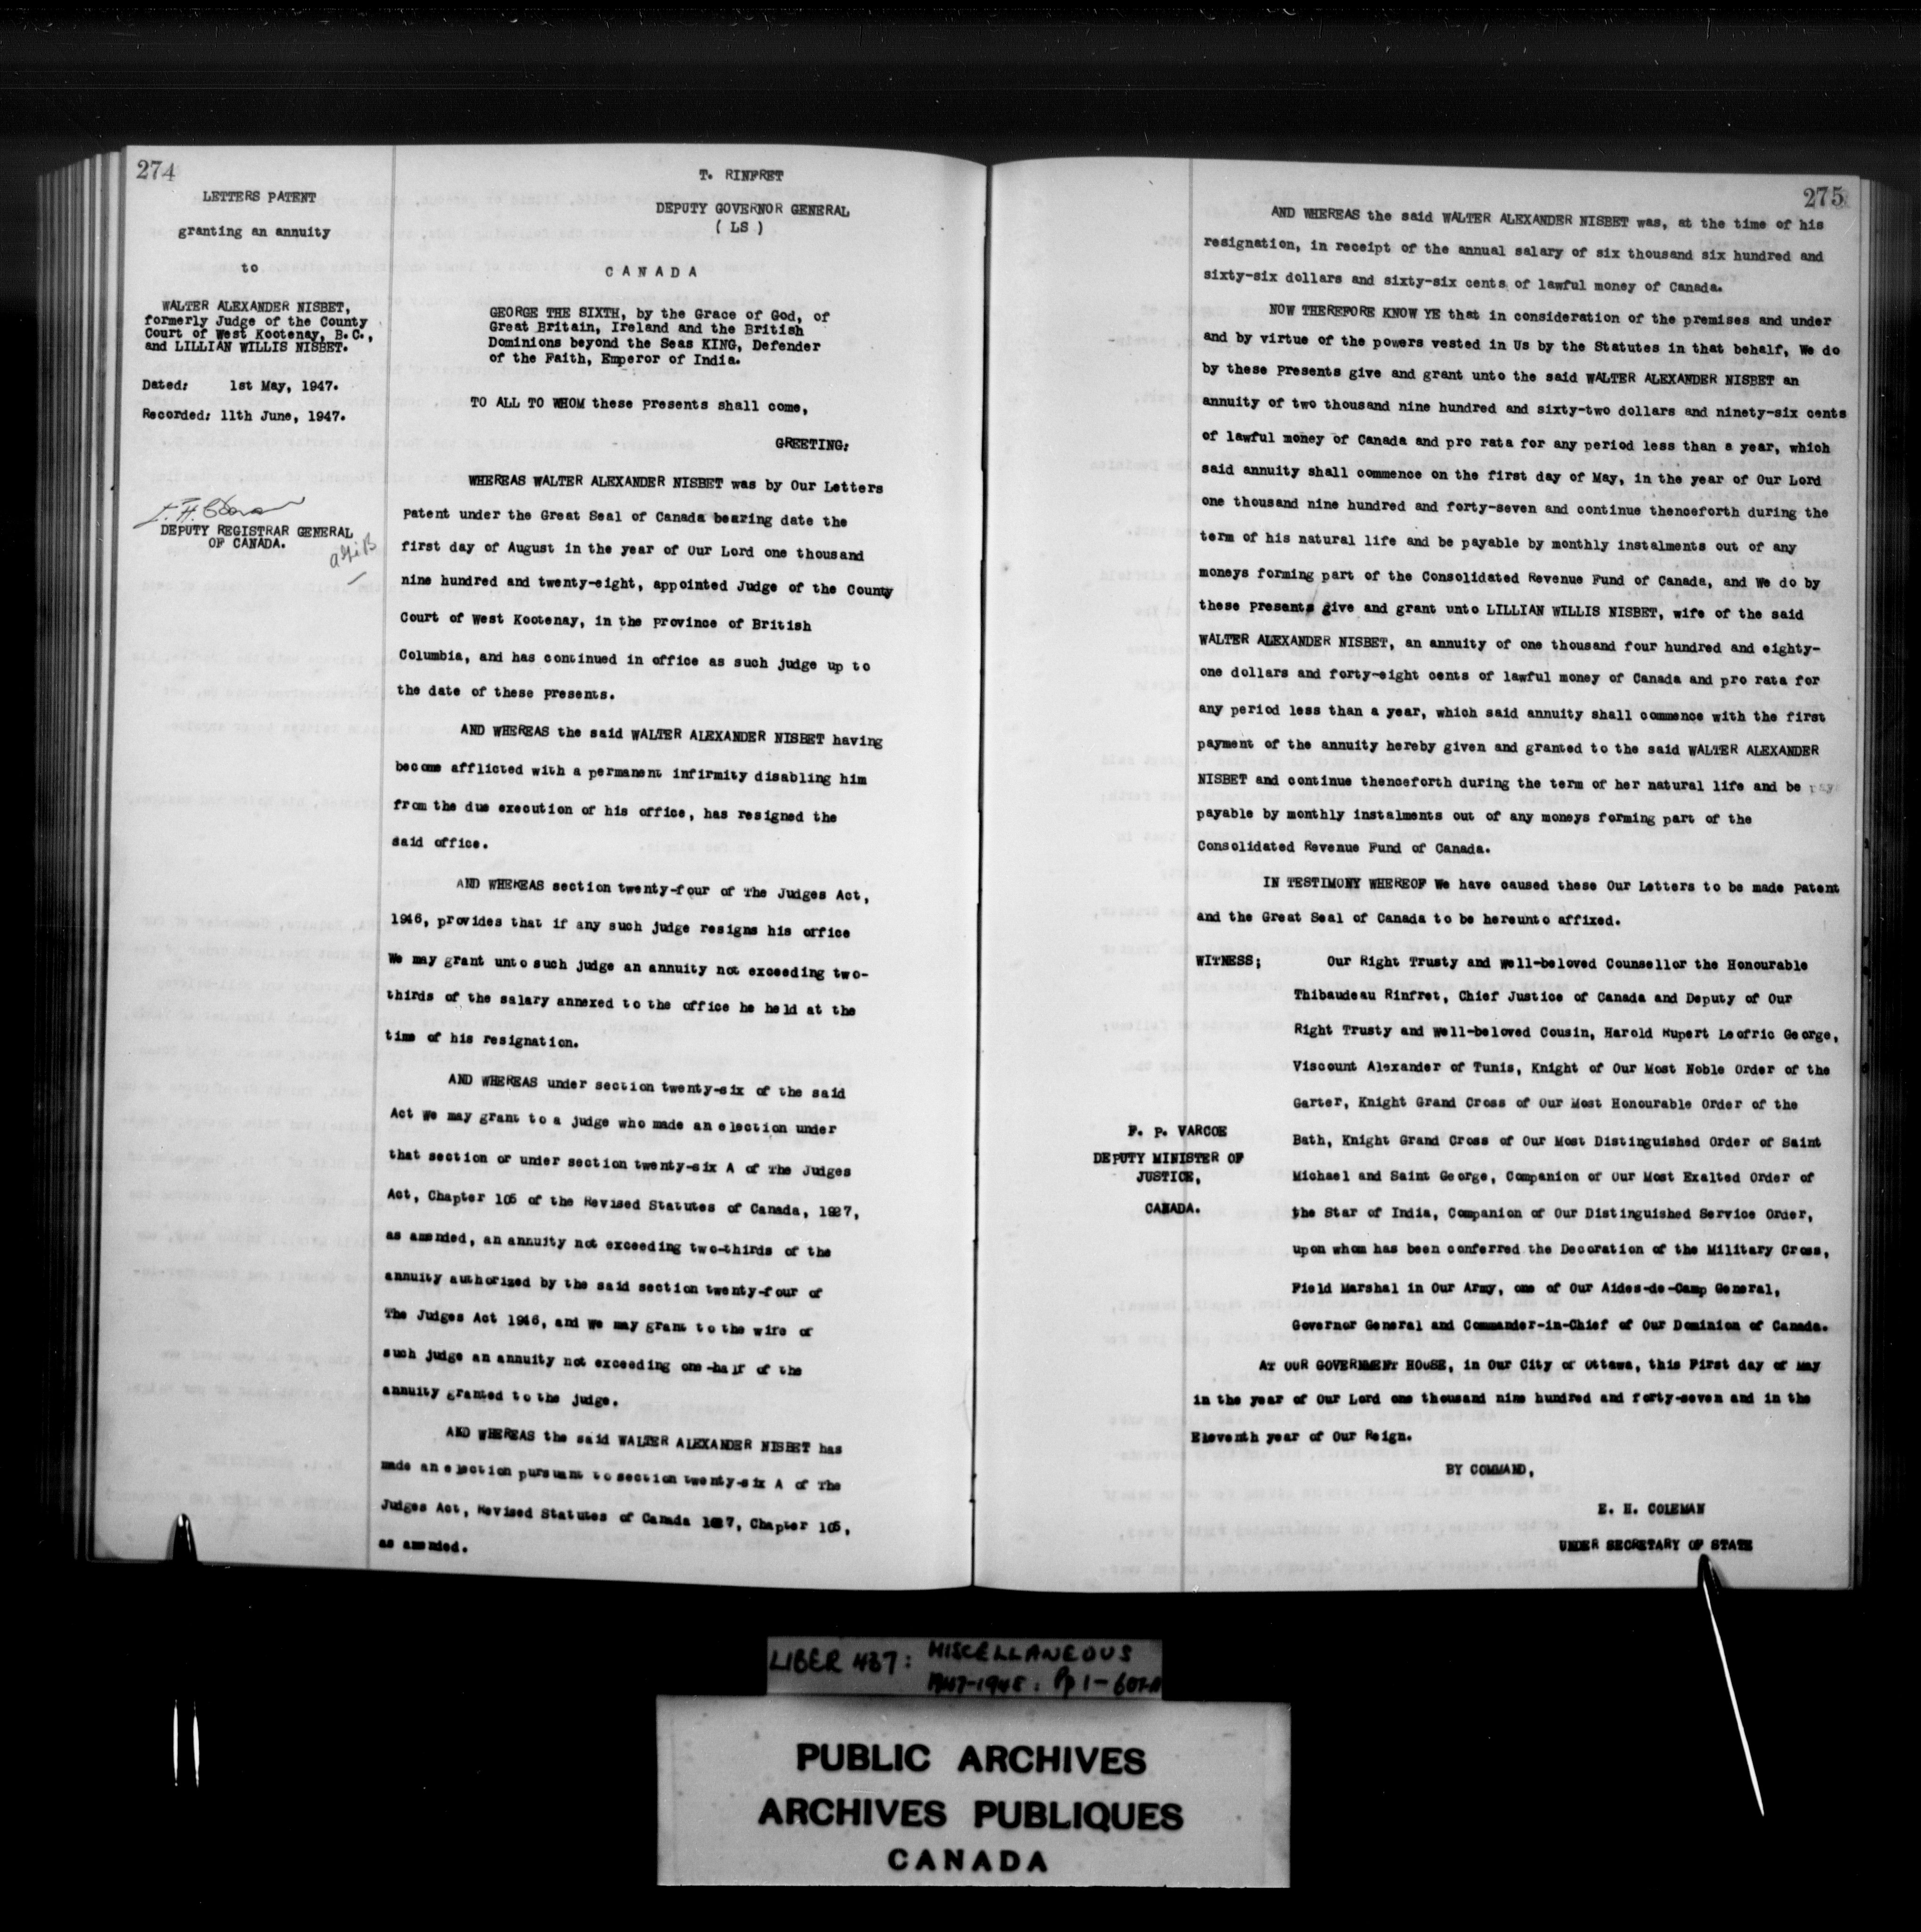 274
LETTERS PATENT
granting an annuity
to
WALTER ALEXANDER NISBET,
formerly Judge of the County
Court of West Kootenay, B.C.,
and LILLIAN WILLIS NISBET.
Dated: 1st May, 1947.
Recorded: 11th June, 1947.
DEPUTY REGISTRAR GENERAL
OF CANADA.
T. RINFRET
DEPUTY GOVERNOR GENERAL
( LS )
C A N A D A
GEORGE THE SIXTH, by the Grace of God, of
Great Britain, Ireland and the British
Dominions beyond the Seas KING, Defender
of the Faith, Emperor of India.
TO ALL TO WHOM these Presents shall come,
GREETING:
WHEREAS WALTER ALEXANDER NISBET was by Our Letters
Patent under the Great Seal of Canada bearing date the
first day of August in the year of Our Lord one thousand
nine hundred and twenty-eight, appointed Judge of the County
Court of West Kootenay, in the Province of British
Columbia, and has continued in office as such judge up to
the date of these Presents.
AND WHEREAS the said WALTER ALEXANDER NISBET having
become afflicted with a permanent infirmity disabling him
from the due execution of his office, has resigned the
said office.
AND WHEREAS section twenty-four of The Judges Act,
1946, provides that if any such judge resigns his office
We may grant unto such judge an annuity not exceeding two-
thirds of the salary annexed to the office he held at the
time of his resignation.
AND WHEREAS under section twenty-six of the said
Act We may grant to a judge who made an election under
that section or under section twenty-six A of The Judges
Act, Chapter 105 of the Revised Statutes of Canada, 1927,
as amended, an annuity not exceeding two-thirds of the
annuity authorized by the said section twenty-four of
The Judges Act 1946, and We may grant to the wife of
such judge an annuity not exceeding one-half of the
annuity granted to the judge.
AND WHEREAS the said WALTER ALEXANDER NISBET has
made an election pursuant to section twenty-six A of The
Judges Act, Revised Statutes of Canada 1927, Chapter 105,
as amended.
275
AND WHEREAS the said WALTER ALEXANDER NISBET was, at the time of his
resignation, in receipt of the annual salary of six thousand six hundred and
sixty-six dollars and sixty-six cents of lawful money of Canada.
NOW THEREFORE KNOW YE that in consideration of the premises and under
and by virtue of the powers vested in Us by the Statutes in that behalf, We do
by these Presents give and grant unto the said WALTER ALEXANDER NISBET an
annuity of two thousand nine hundred and sixty-two dollars and ninety-six cents
of lawful money of Canada and pro rata for any period less than a year, which
said annuity shall commence on the first day of May, in the year of Our Lord
one thousand nine hundred and forty-seven and continue thenceforth during the
term of his natural life and be payable by monthly instalments out of any
moneys forming part of the Consolidated Revenue Fund of Canada, and We do by
these Presents give and grant unto LILLIAN WILLIS NISBET, wife of the said
WALTER ALEXANDER NISBET, an annuity of one thousand four hundred and eighty-
one dollars and forty-eight cents of lawful money of Canada and pro rata for
any period less than a year, which said annuity shall commence with the first
payment of the annuity hereby given and granted to the said WALTER ALEXANDER
NISBET and continue thenceforth during the term of her natural life and be pay
payable by monthly instalments out of any moneys forming part of the
Consolidated Revenue Fund of Canada.
IN TESTIMONY WHEREOF We have caused these Our Letters to be made Patent
and the Great Seal of Canada to be hereunto affixed.
WITNESS; Our Right Trusty and Well-beloved Counsellor the Honourable
Thibaudeau Rinfret, Chief Justice of Canada and Deputy of Our
Right Trusty and Well-beloved Cousin, Harold Rupert Leofric George,
Viscount Alexander of Tunis, Knight of Our Most Noble Order of the
Garter, Knight Grand Cross of Our Most Honourable Order of the
Bath, Knight Grand Cross of Our Most Distinguished Order of Saint
Michael and Saint George, Companion of Our Most Exalted Order of
the Star of India, Companion of Our Distinguished Service Order,
upon whom has been conferred the Decoration of the Military Cross,
Field Marshal in Our Army, one of Our Aides-de-Camp General,
Governor General and Commander-in-Chief of Our Dominion of Canada.
F. P. VARCOE
DEPUTY MINISTER OF
JUSTICE,
CANADA.
AT OUR GOVERNMENT HOUSE, in Our City of Ottawa, this First day of May
in the year of Our Lord one thousand nine hundred and forty-seven and in the
Eleventh year of Our Reign.
BY COMMAND,
E. H. COLEMAN
UNDER SECRETARY OF STATE
LIBER 437: MISCELLANEOUS
1947-1948: Pp 1-
PUBLIC ARCHIVES
ARCHIVES PUBLIQUES
CANADA